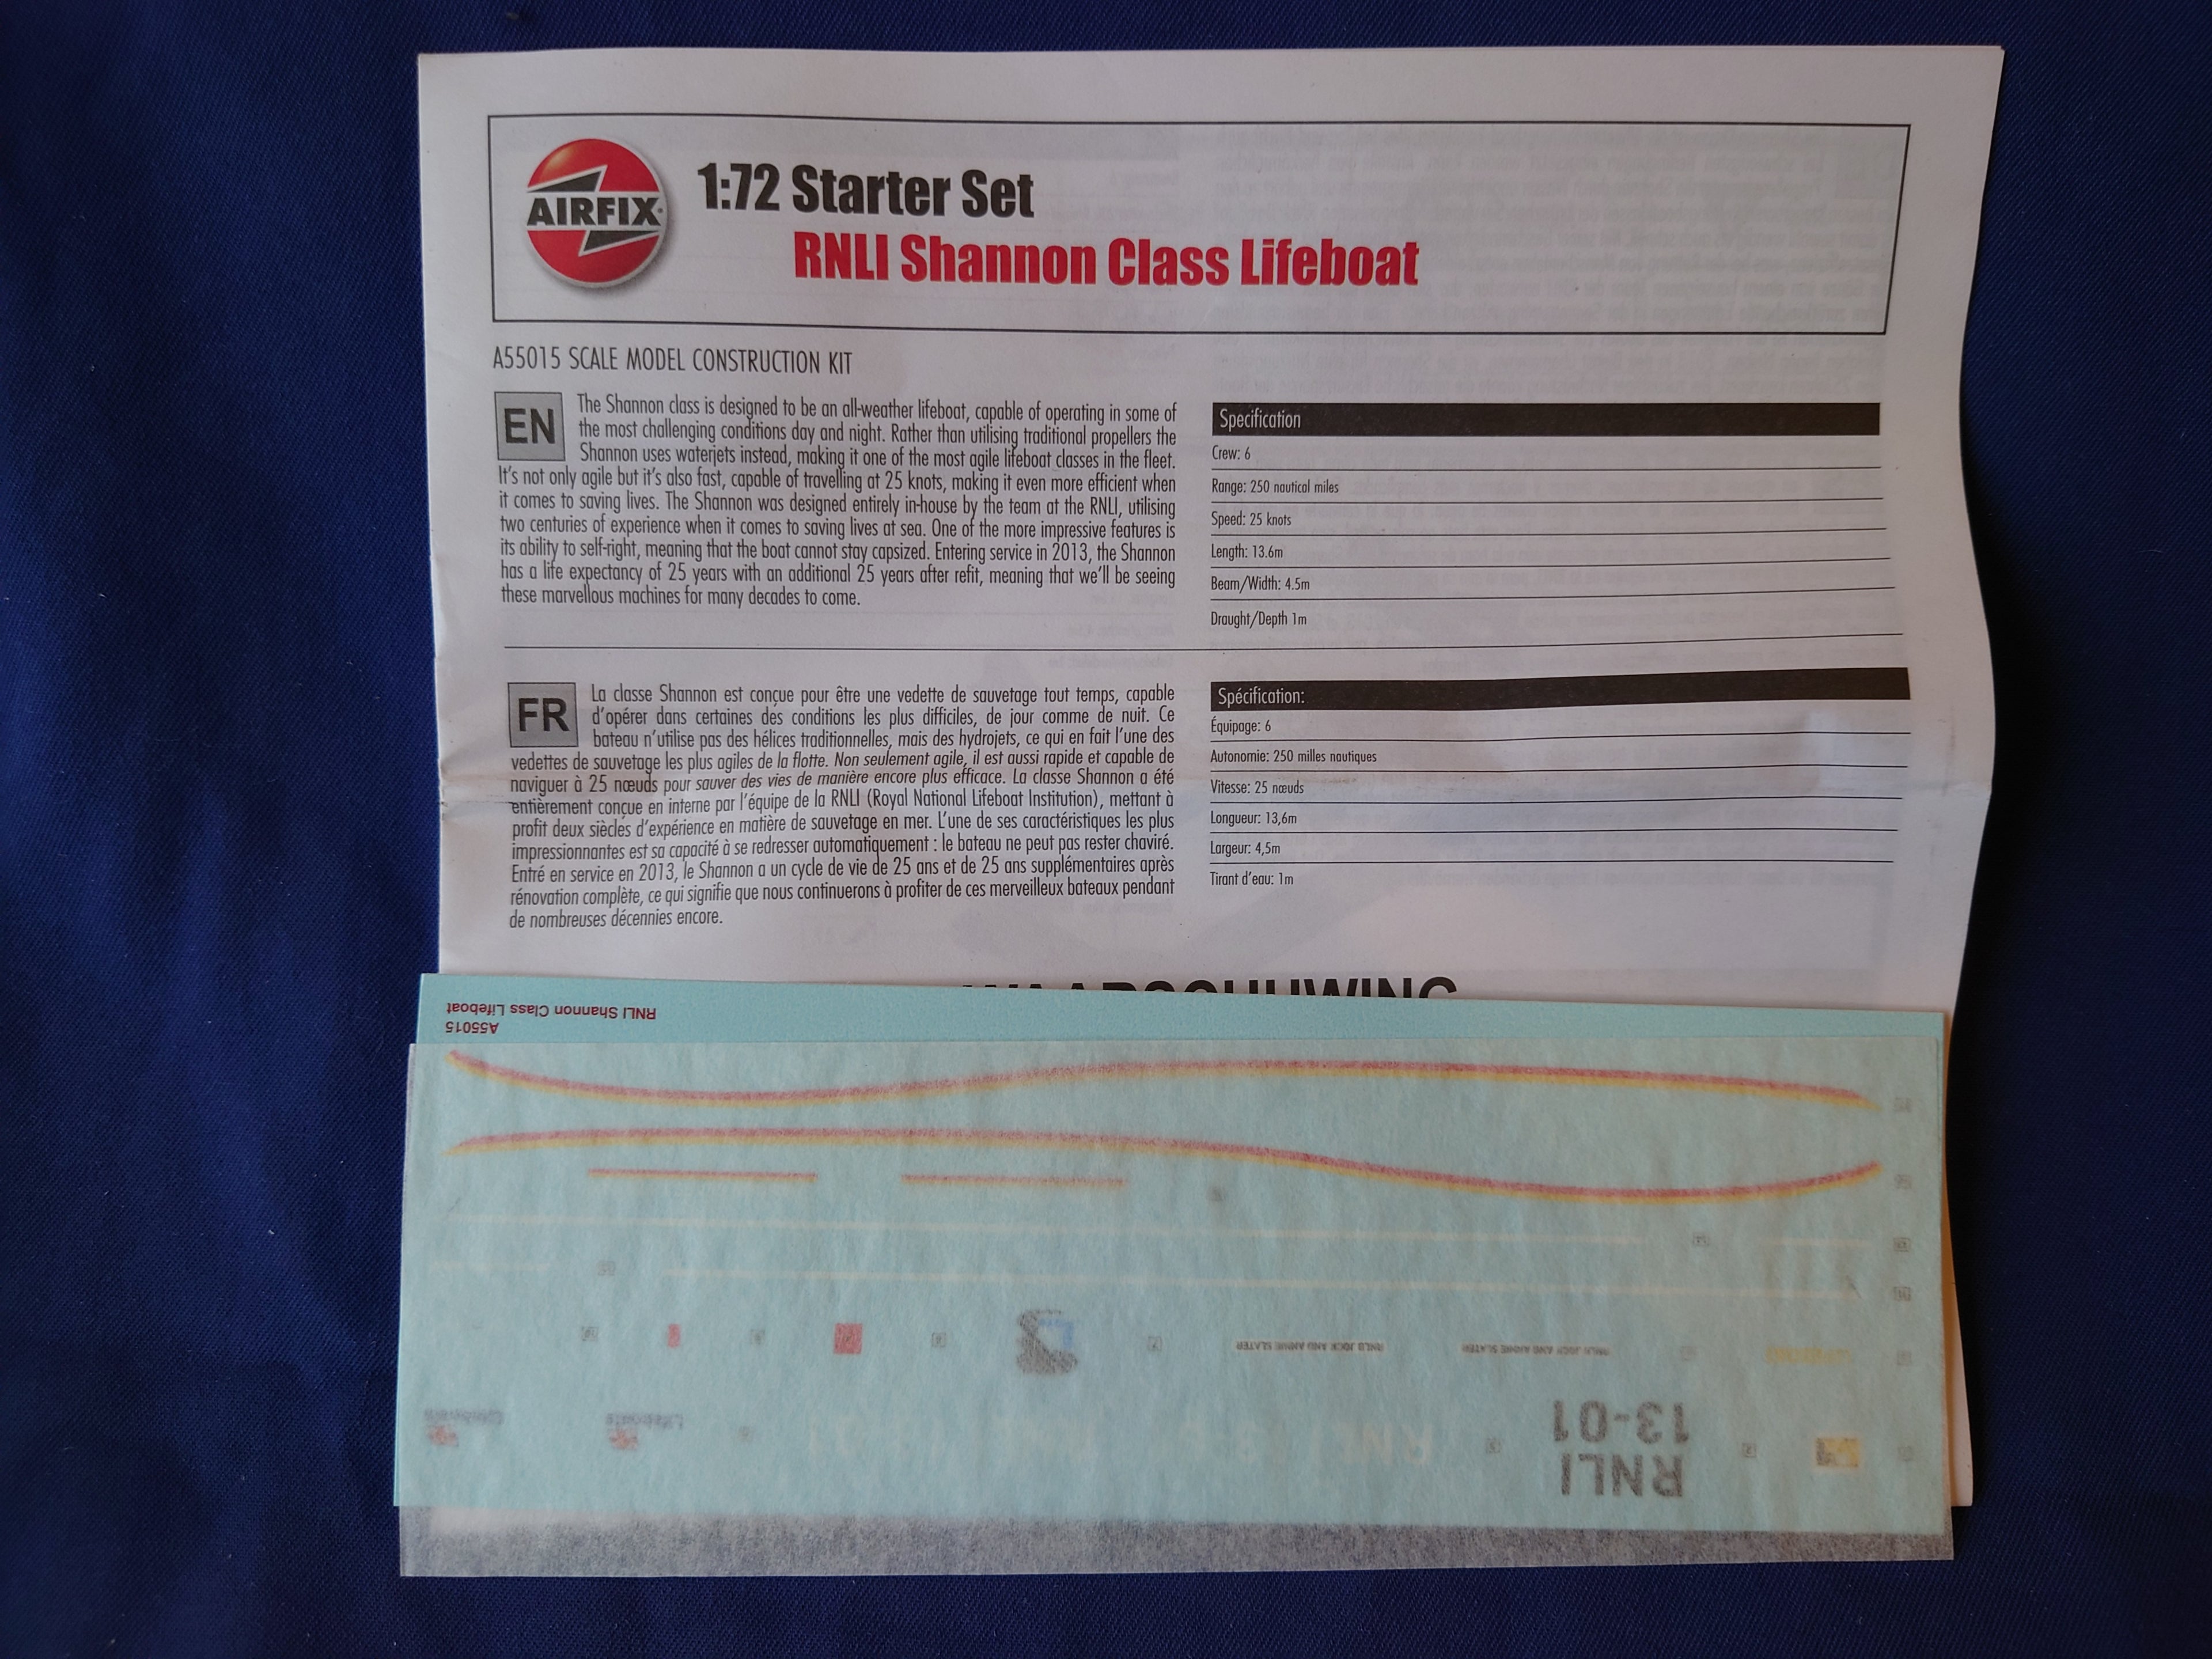 AIRFIX
1:72 Starter Set
RNLI Shannon Class Lifeboat
A55015 SCALE MODEL CONSTRUCTION KIT
EN
The Shannon class is designed to be an all-weather lifeboat, capable of operating in some of
the most challenging conditions day and night. Rather than utilising traditional propellers the
Shannon uses waterjets instead, making it one of the most agile lifeboat classes in the fleet.
It's not only agile but it's also fast, capable of travelling at 25 knots, making it even more efficient when
it comes to saving lives. The Shannon was designed entirely in-house by the team at the RNLI, utilising
two centuries of experience when it comes to saving lives at sea. One of the more impressive features is
its ability to self-right, meaning that the boat cannot stay capsized. Entering service in 2013, the Shannon
has a life expectancy of 25 years with an additional 25 years after refit, meaning that we'll be seeing
these marvellous machines for many decades to come.
Specification
Crew: 6
Range: 250 nautical miles
Speed: 25 knots
Length: 13.6m
Beam/Width: 4.5m
Draught/Depth 1m
FR
La classe Shannon est conçue pour être une vedette de sauvetage tout temps, capable
d'opérer dans certaines des conditions les plus difficiles, de jour comme de nuit. Ce
bateau n'utilise pas des hélices traditionnelles, mais des hydrojets, ce qui en fait l'une des
vedettes de sauvetage les plus agiles de la flotte. Non seulement agile, il est aussi rapide et capable de
naviguer à 25 nœuds pour sauver des vies de manière encore plus efficace. La classe Shannon a été
entièrement conçue en interne par l'équipe de la RNLI (Royal National Lifeboat Institution), mettant à
profit deux siècles d'expérience en matière de sauvetage en mer. L'une de ses caractéristiques les plus
impressionnantes est sa capacité à se redresser automatiquement : le bateau ne peut pas rester chaviré.
Entré en service en 2013, le Shannon a un cycle de vie de 25 ans et de 25 ans supplémentaires après
rénovation complète, ce qui signifie que nous continuerons à profiter de ces merveilleux bateaux pendant
de nombreuses décennies encore.
Spécification:
Équipage: 6
Autonomie: 250 milles nautiques
Vitesse: 25 nœuds
Longueur: 13,6m
Largeur: 4,5m
Tirant d'eau: 1m
WAARSCHUWING
A55015
RNLI Shannon Class Lifeboat
RNLB JOCK AND ANNIE SLATER
RNLB JOCK AND ANNIE SLATER
RNLI
13-01
Lifeboats
Lifeboats